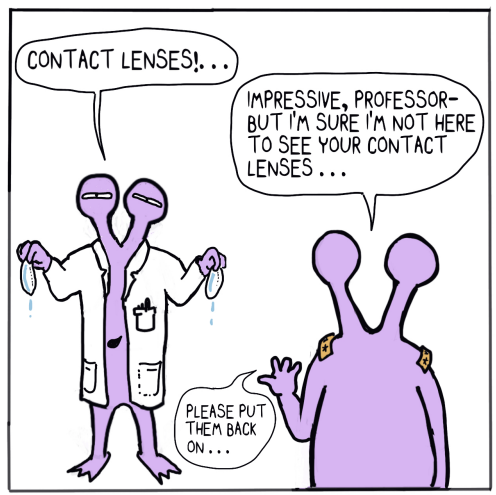 CONTACT LENSES!...
IMPRESSIVE, PROFESSOR-
BUT I'M SURE I'M NOT HERE
TO SEE YOUR CONTACT
LENSES...
PLEASE PUT
THEM BACK
ON...